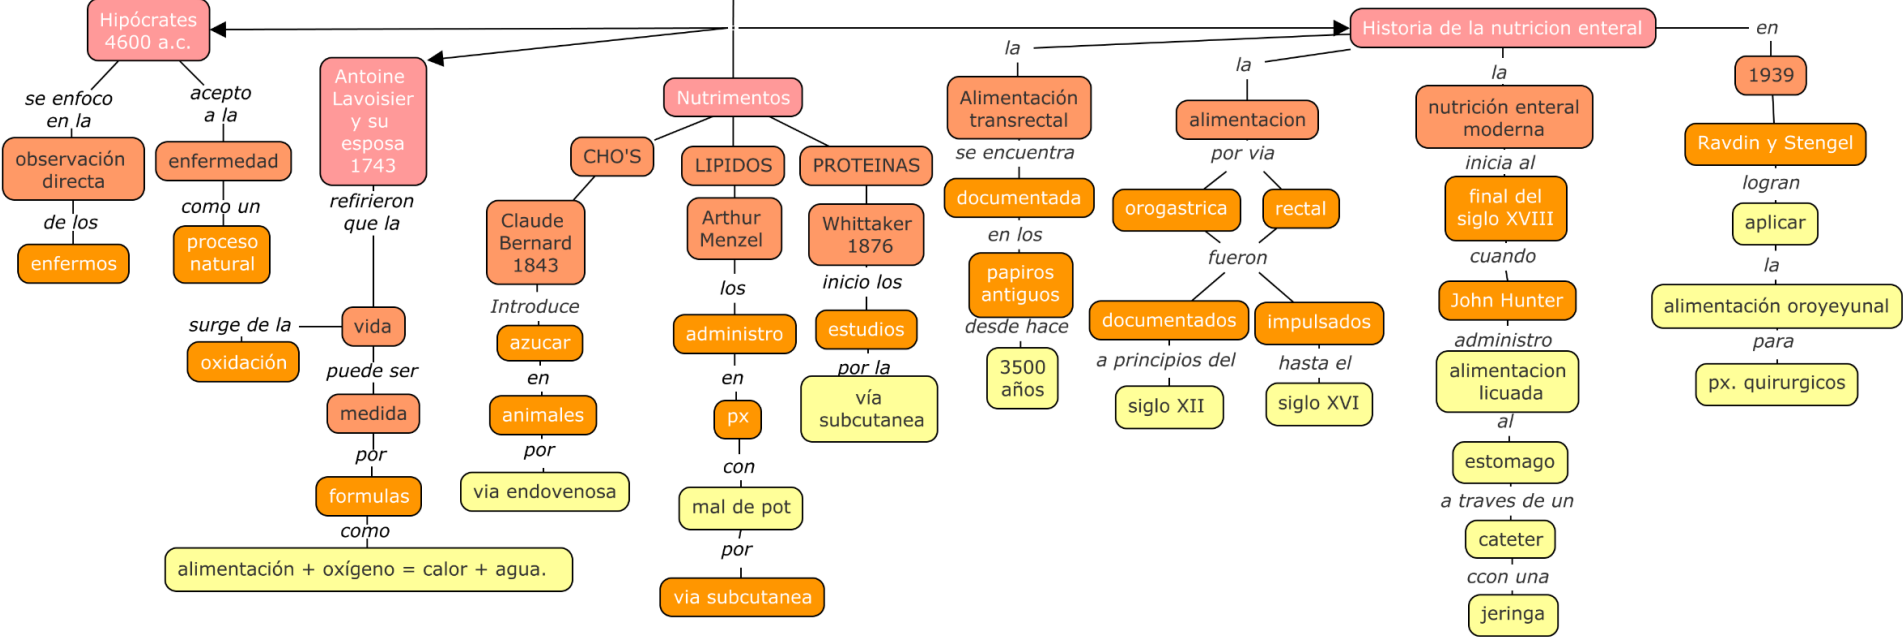 Hipócrates
4600 a.c.
se enfoco
en la
observación
directa
de los
enfermos
acepto
a la
enfermedad
como un
proceso
natural
Antoine
Lavoisier
y su
esposa
1743
refirieron
que la
vida
surge de la
oxidación
puede ser
medida
por
formulas
como
alimentación + oxígeno = calor + agua.
Nutrimentos
CHO'S
Claude
Bernard
1843
Introduce
azucar
en
animales
por
via endovenosa
LIPIDOS
Arthur
Menzel
los
administro
en
px
con
mal de pot
por
via subcutanea
PROTEINAS
Whittaker
1876
inicio los
estudios
por la
vía
subcutanea
Historia de la nutricion enteral
la
Alimentación
transrectal
se encuentra
documentada
en los
papiros
antiguos
desde hace
3500
años
la
alimentacion
por via
orogastrica
rectal
fueron
documentados
a principios del
siglo XII
impulsados
hasta el
siglo XVI
la
nutrición enteral
moderna
inicia al
final del
siglo XVIII
cuando
John Hunter
administro
alimentacion
licuada
al
estomago
a traves de un
cateter
ccon una
jeringa
en
1939
Ravdin y Stengel
logran
aplicar
la
alimentación oroyeyunal
para
px. quirurgicos